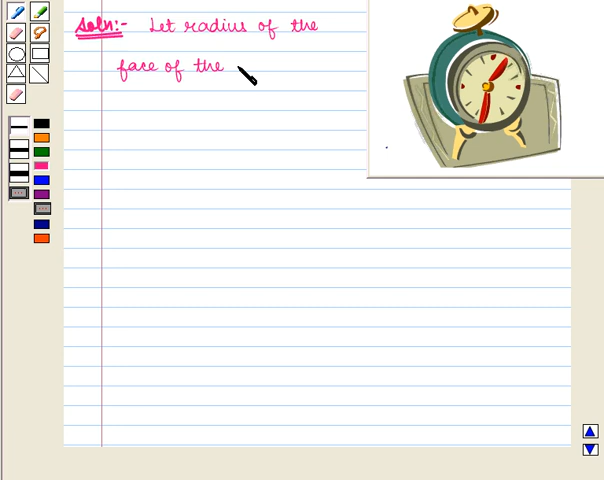 Soln:- Let radius of the
face of the